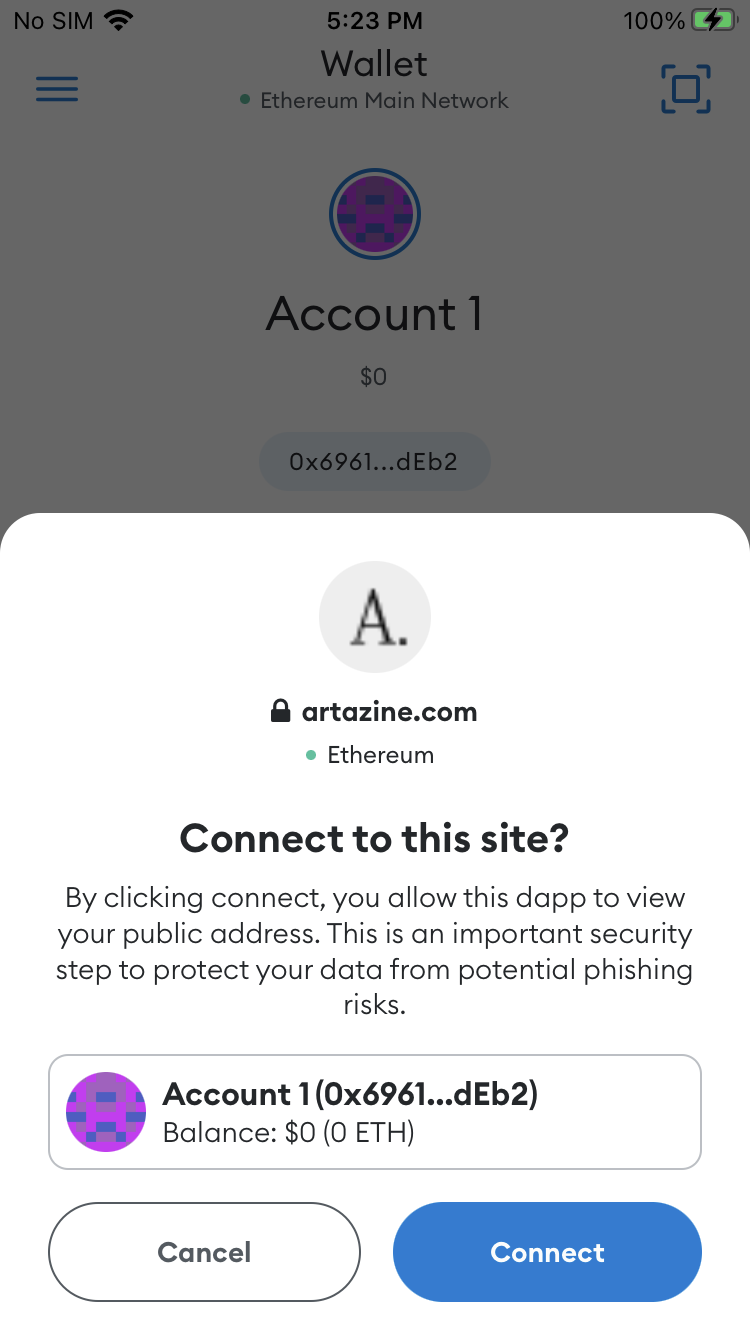 No SIM 5:23 PM 100%
Wallet
Ethereum Main Network
Account 1
$0
0x6961...dEb2
A.
artazine.com
Ethereum
Connect to this site?
By clicking connect, you allow this dapp to view
your public address. This is an important security
step to protect your data from potential phishing
risks.
Account 1 (0x6961...dEb2)
Balance: $0 (0 ETH)
Cancel Connect